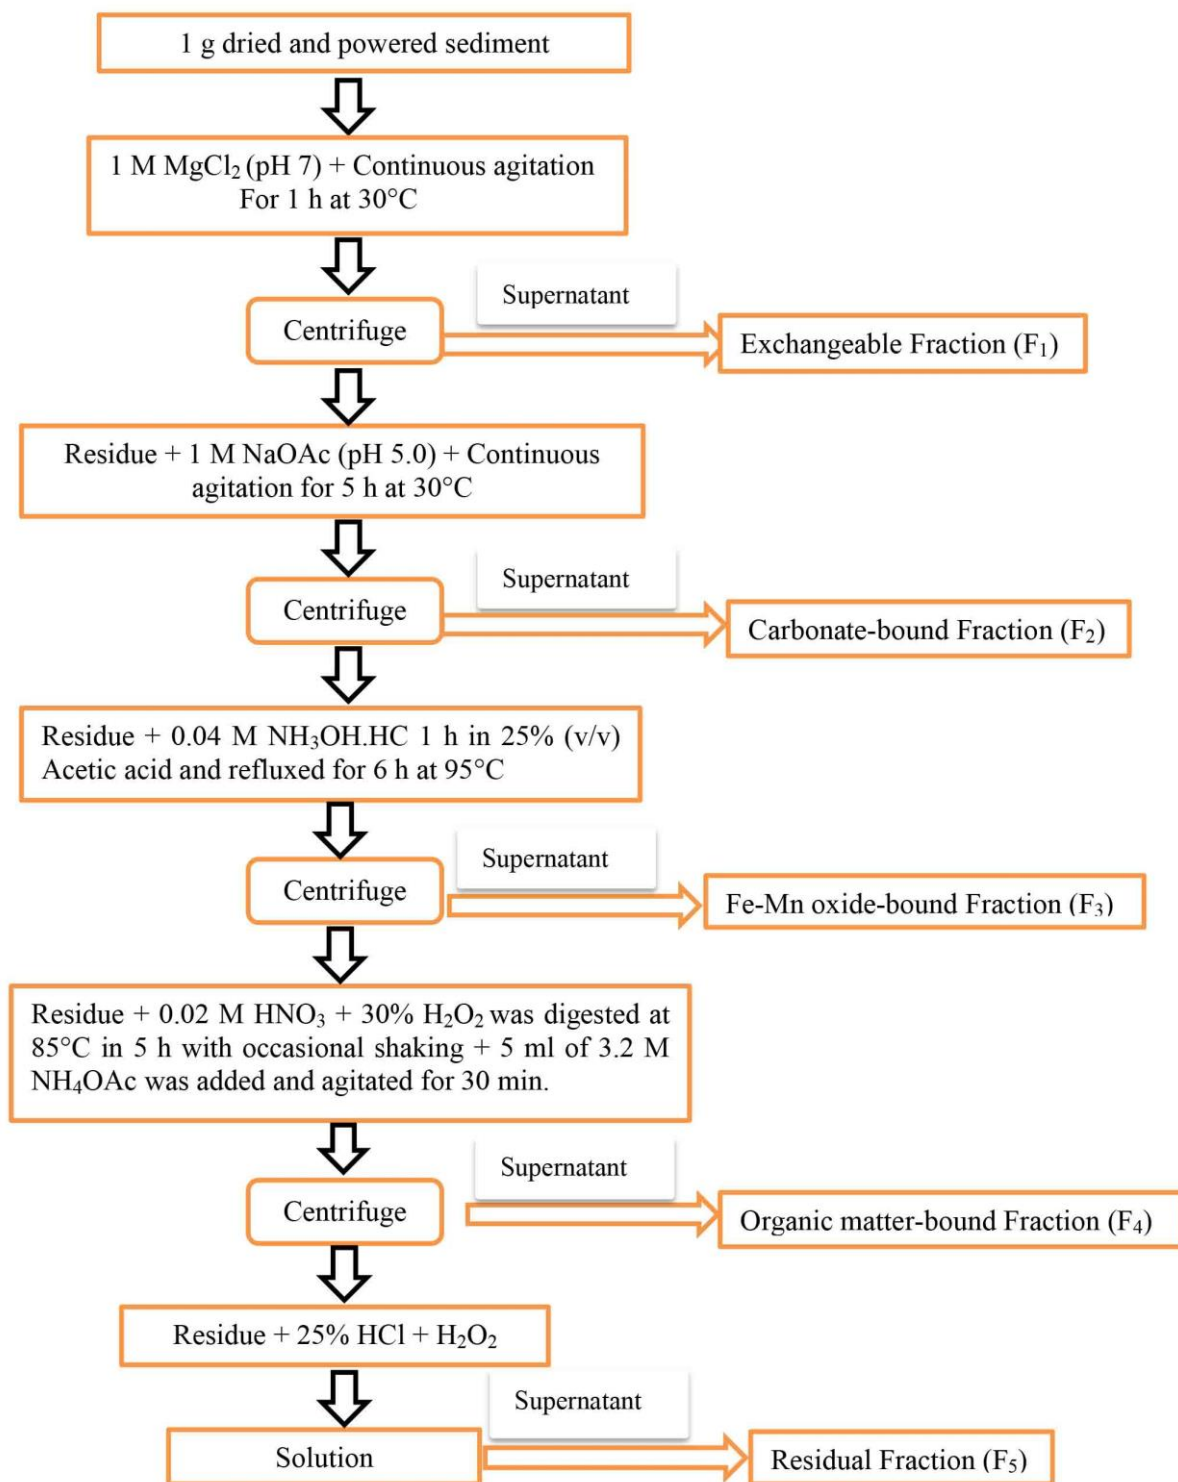 1 g dried and powered sediment
1 M MgCl₂ (pH 7) + Continuous agitation
For 1 h at 30°C
Supernatant
Centrifuge
Exchangeable Fraction (F₁)
Residue + 1 M NaOAc (pH 5.0) + Continuous
agitation for 5 h at 30°C
Supernatant
Centrifuge
Carbonate-bound Fraction (F₂)
Residue + 0.04 M NH₃OH.HC 1 h in 25% (v/v)
Acetic acid and refluxed for 6 h at 95°C
Supernatant
Centrifuge
Fe-Mn oxide-bound Fraction (F₃)
Residue + 0.02 M HNO₃ + 30% H₂O₂ was digested at
85°C in 5 h with occasional shaking + 5 ml of 3.2 M
NH₄OAc was added and agitated for 30 min.
Supernatant
Centrifuge
Organic matter-bound Fraction (F₄)
Residue + 25% HCl + H₂O₂
Supernatant
Solution
Residual Fraction (F₅)